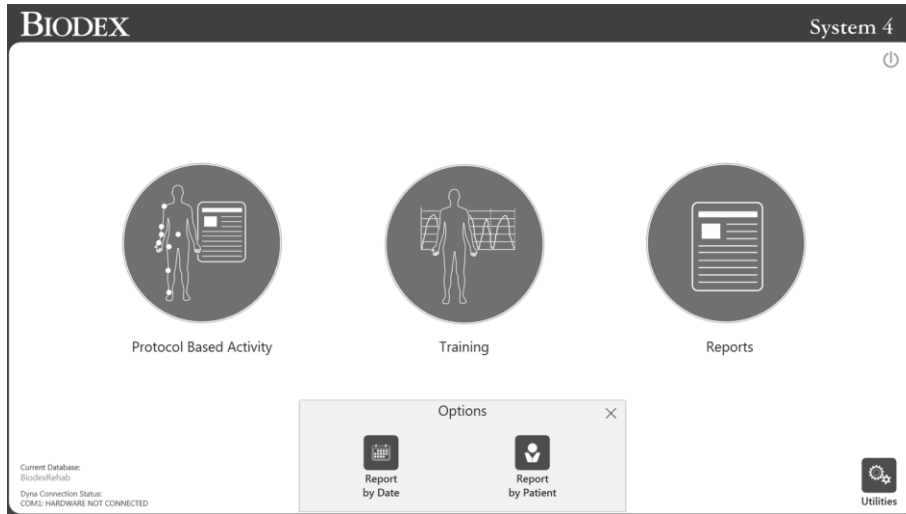 BIODEX
System 4
Protocol Based Activity
Training
Reports
Options
Report
by Date
Report
by Patient
Current Database:
BiodexRehab
Dyna Connection Status:
COM1: HARDWARE NOT CONNECTED
Utilities